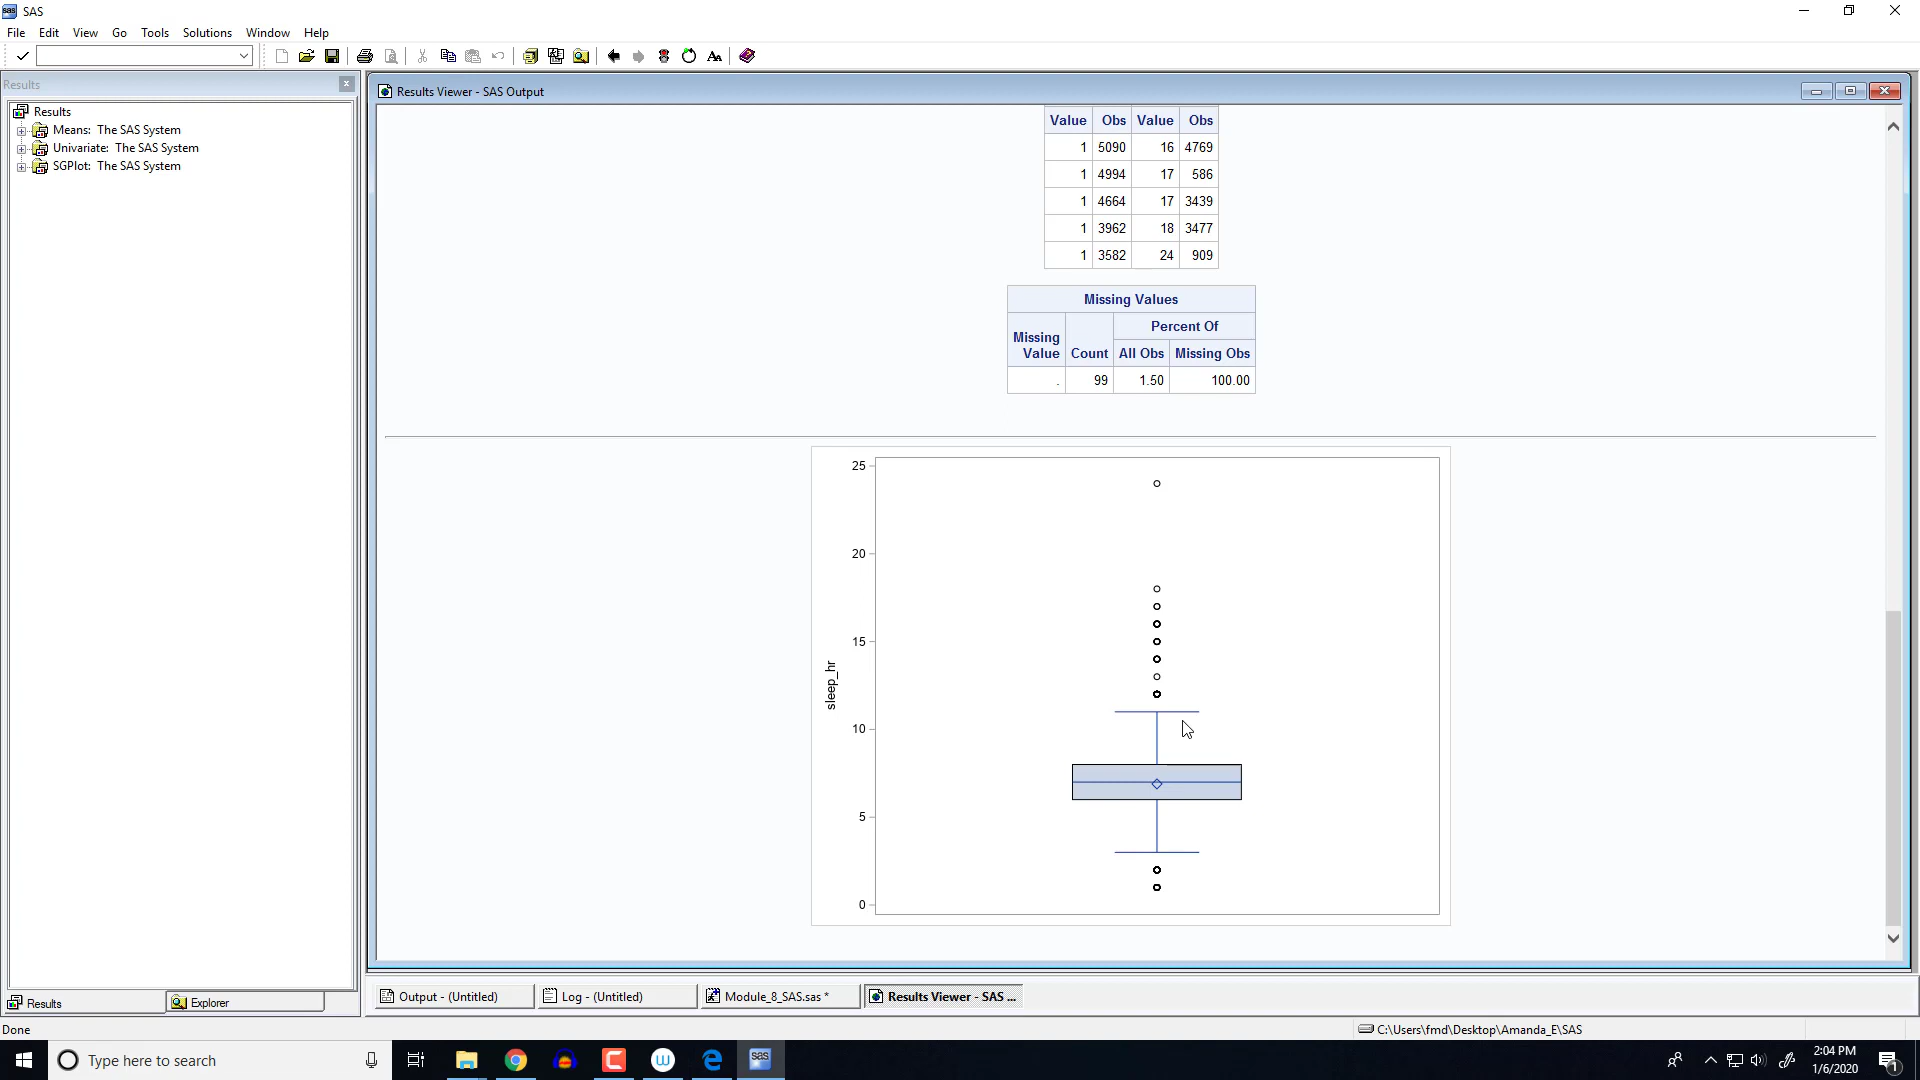 SAS
File Edit View Go Tools Solutions Window Help
Results
Results
Means: The SAS System
Univariate: The SAS System
SGPlot: The SAS System
Results Viewer - SAS Output
Value Obs Value Obs
1 5090 16 4769
1 4994 17 586
1 4664 17 3439
1 3962 18 3477
1 3582 24 909
Missing Values
Missing Value Count Percent Of
All Obs Missing Obs
. 99 1.50 100.00
25
20
15
10
5
0
sleep_hr
Results Explorer
Output - (Untitled) Log - (Untitled) Module_8_SAS.sas * Results Viewer - SAS ...
Done C:\Users\fmd\Desktop\Amanda_E\SAS
Type here to search
2:04 PM
1/6/2020